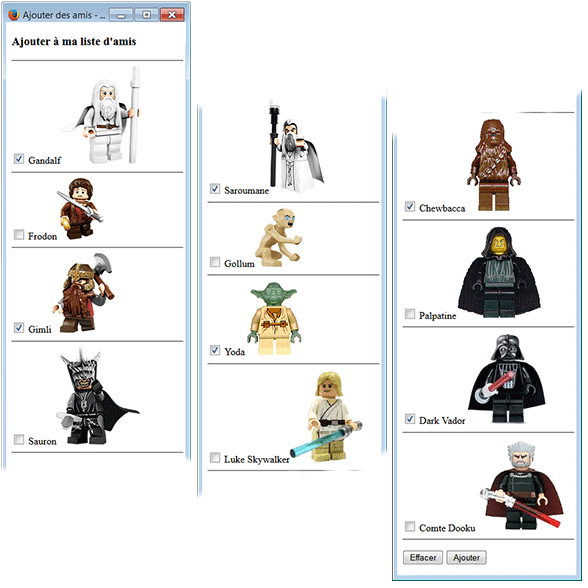 Ajouter des amis - ...
Ajouter à ma liste d'amis
Gandalf
Frodon
Gimli
Sauron
Saroumane
Gollum
Yoda
Luke Skywalker
Chewbacca
Palpatine
Dark Vador
Comte Dooku
Effacer Ajouter